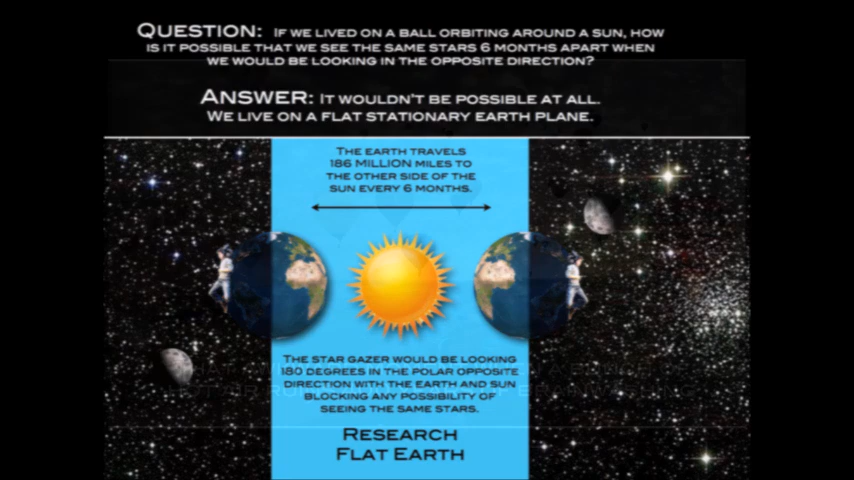 QUESTION: IF WE LIVED ON A BALL ORBITING AROUND A SUN, HOW
IS IT POSSIBLE THAT WE SEE THE SAME STARS 6 MONTHS APART WHEN
WE WOULD BE LOOKING IN THE OPPOSITE DIRECTION?
ANSWER: IT WOULDN'T BE POSSIBLE AT ALL.
WE LIVE ON A FLAT STATIONARY EARTH PLANE.
THE EARTH TRAVELS
186 MILLION MILES TO
THE OTHER SIDE OF THE
SUN EVERY 6 MONTHS.
THE STAR GAZER WOULD BE LOOKING
180 DEGREES IN THE POLAR OPPOSITE
DIRECTION WITH THE EARTH AND SUN
BLOCKING ANY POSSIBILITY OF
SEEING THE SAME STARS.
RESEARCH
FLAT EARTH